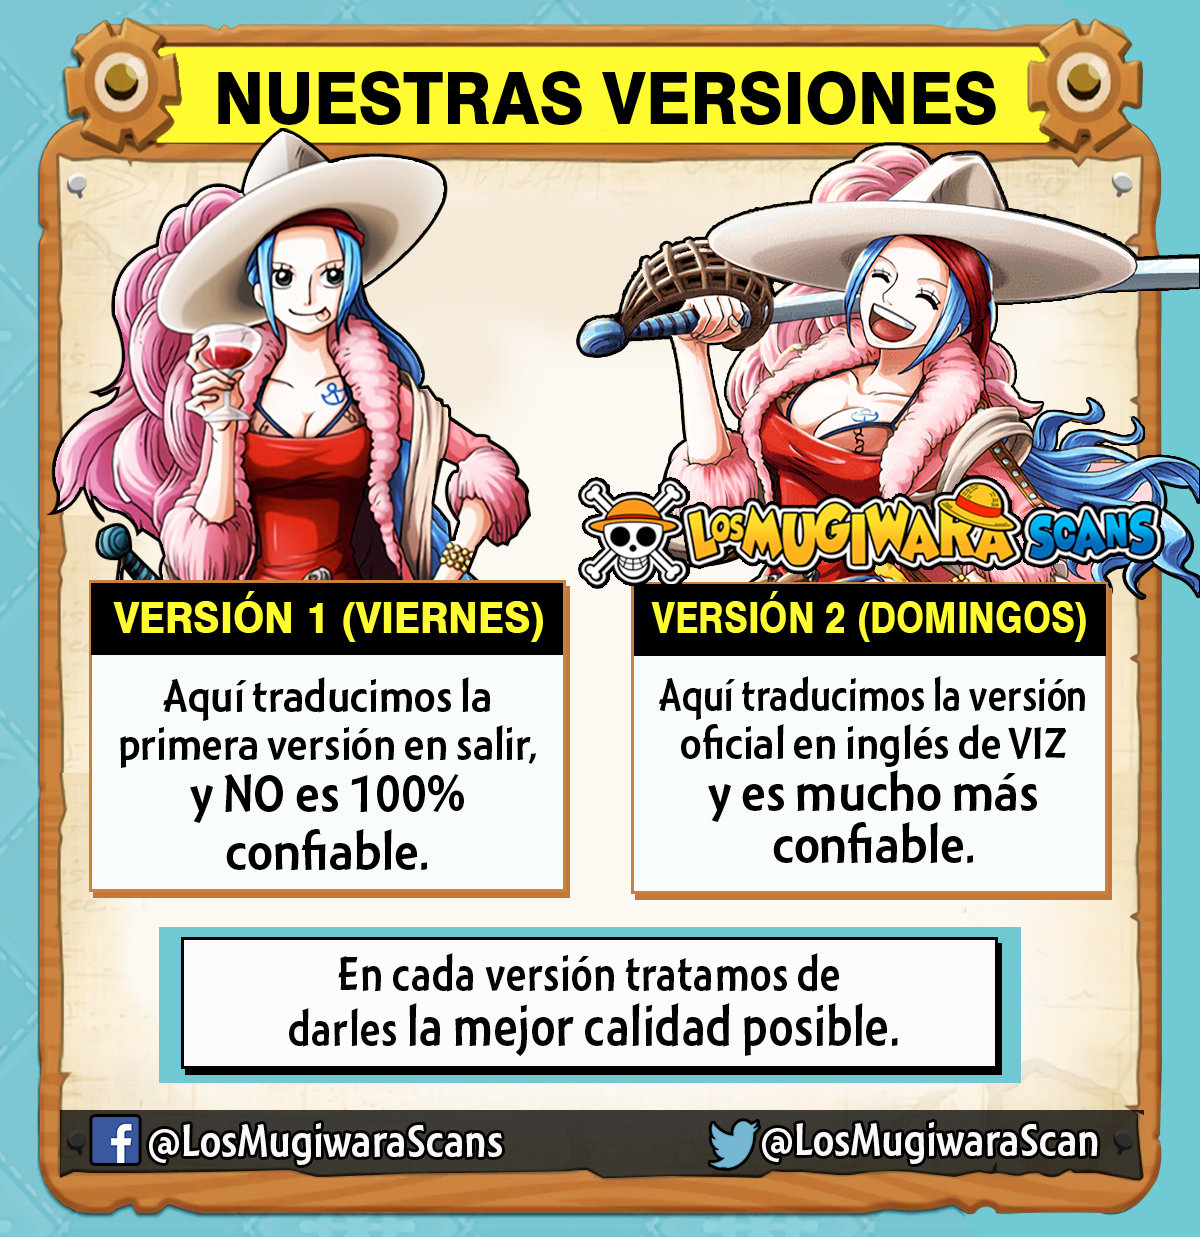 NUESTRAS VERSIONES
LOS MUGIWARA SCANS
VERSIÓN 1 (VIERNES)
Aquí traducimos la
primera versión en salir,
y NO es 100%
confiable.
VERSIÓN 2 (DOMINGOS)
Aquí traducimos la versión
oficial en inglés de VIZ
y es mucho más
confiable.
En cada versión tratamos de
darles la mejor calidad posible.
@LosMugiwaraScans
@LosMugiwaraScan